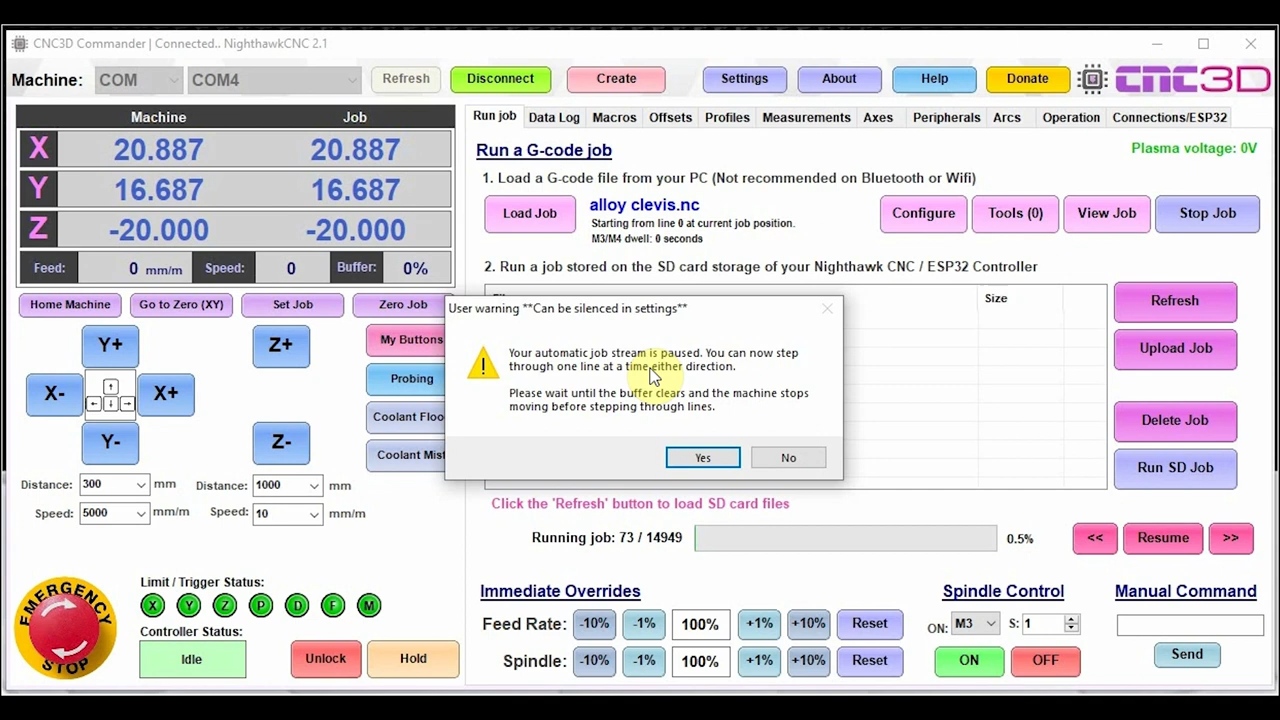 CNC3D Commander | Connected.. NighthawkCNC 2.1
Machine: COM COM4 Refresh Disconnect Create Settings About Help Donate CNC3D
Machine Job
X 20.887 20.887
Y 16.687 16.687
Z -20.000 -20.000
Feed: 0 mm/m Speed: 0 Buffer: 0%
Home Machine Go to Zero (XY) Set Job Zero Job
Y+ Z+
X- X+
Y- Z-
My Buttons
Probing
Coolant Floo
Coolant Mist
Distance: 300 mm Distance: 1000 mm
Speed: 5000 mm/m Speed: 10 mm/m
EMERGENCY STOP
Limit / Trigger Status:
X Y Z P D F M
Controller Status:
Idle Unlock Hold
Run job Data Log Macros Offsets Profiles Measurements Axes Peripherals Arcs Operation Connections/ESP32
Run a G-code job Plasma voltage: 0V
1. Load a G-code file from your PC (Not recommended on Bluetooth or Wifi)
Load Job alloy clevis.nc Configure Tools (0) View Job Stop Job
Starting from line 0 at current job position.
M3/M4 dwell: 0 seconds
2. Run a job stored on the SD card storage of your Nighthawk CNC / ESP32 Controller
Size
Refresh
Upload Job
Delete Job
Run SD Job
User warning **Can be silenced in settings**
Your automatic job stream is paused. You can now step
through one line at a time either direction.
Please wait until the buffer clears and the machine stops
moving before stepping through lines.
Yes No
Click the 'Refresh' button to load SD card files
Running job: 73 / 14949 0.5% << Resume >>
Immediate Overrides Spindle Control Manual Command
Feed Rate: -10% -1% 100% +1% +10% Reset ON: M3 S: 1
Spindle: -10% -1% 100% +1% +10% Reset ON OFF Send